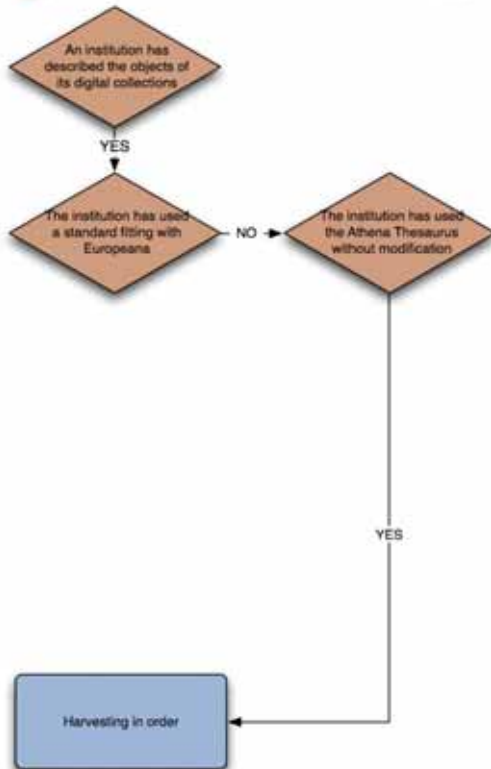 An institution has
described the objects of
its digital collections
YES
The institution has used
a standard fitting with
Europeana
NO
The institution has used
the Athena Thesaurus
without modification
YES
Harvesting in order